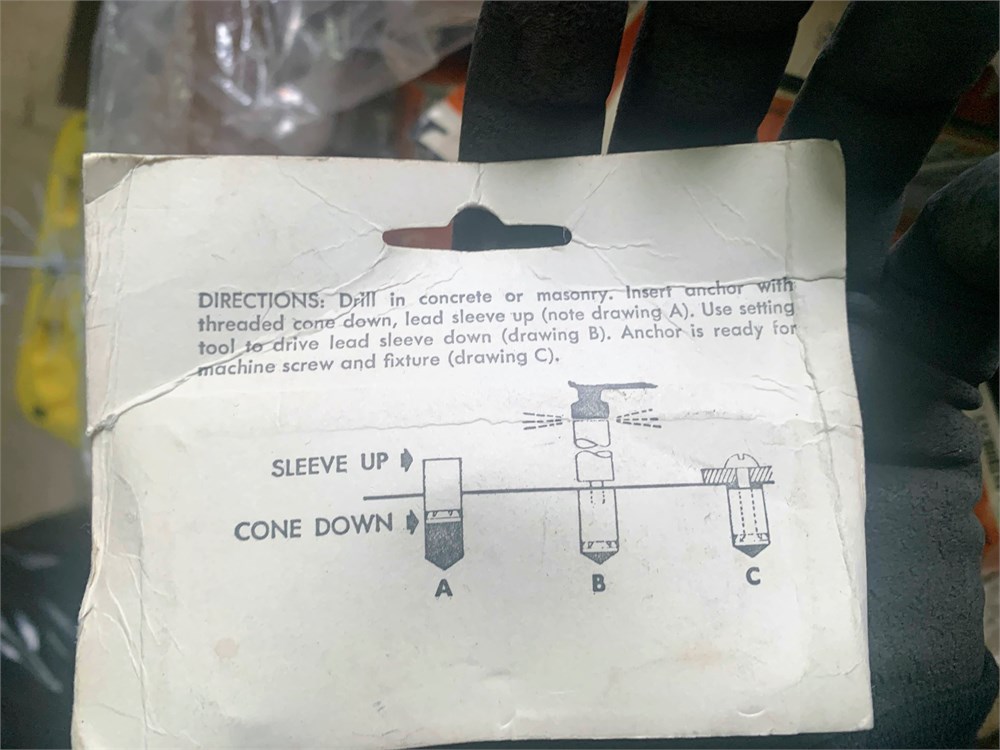 DIRECTIONS: Drill in concrete or masonry. Insert anchor with
threaded cone down, lead sleeve up (note drawing A). Use setting
tool to drive lead sleeve down (drawing B). Anchor is ready for
machine screw and fixture (drawing C).
SLEEVE UP
CONE DOWN
A
B
C